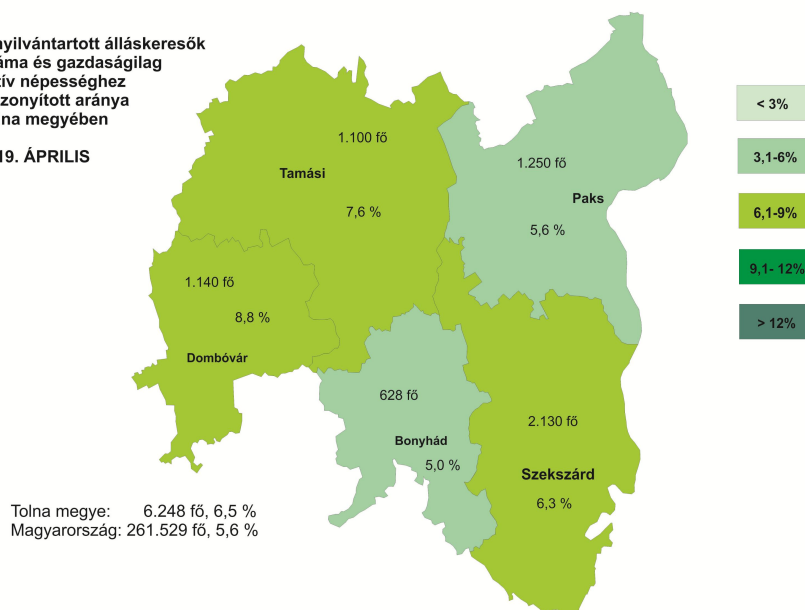 nyilvántartott álláskeresők
áma és gazdaságilag
tív népességhez
zonyított aránya
na megyében
19. ÁPRILIS
1.100 fő
Tamási
7,6 %
1.250 fő
Paks
5,6 %
1.140 fő
8,8 %
Dombóvár
628 fő
Bonyhád
5,0 %
2.130 fő
Szekszárd
6,3 %
< 3%
3,1-6%
6,1-9%
9,1- 12%
> 12%
Tolna megye: 6.248 fő, 6,5 %
Magyarország: 261.529 fő, 5,6 %